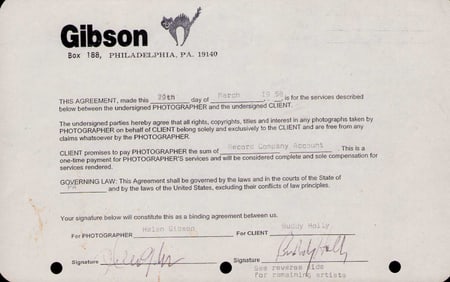 Gibson
Box 188, PHILADELPHIA, PA. 19140
THIS AGREEMENT, made this 29th day of March, 1958 is for the services described
below between the undersigned PHOTOGRAPHER and the undersigned CLIENT.
The undersigned parties hereby agree that all rights, copyrights, titles and interest in any photographs taken by
PHOTOGRAPHER on behalf of CLIENT belong solely and exclusively to the CLIENT and are free from any
claims whatsoever by the PHOTOGRAPHER.
CLIENT promises to pay PHOTOGRAPHER the sum of Record Company Account. This is a
one-time payment for PHOTOGRAPHER'S services and will be considered complete and sole compensation for
services rendered.
GOVERNING LAW: This Agreement shall be governed by the laws and in the courts of the State of
PA and by the laws of the United States, excluding their conflicts of law principles.
Your signature below will constitute this as a binding agreement between us.
For PHOTOGRAPHER Helen Gibson For CLIENT Buddy Holly
Signature Signature Buddy Holly
See reverse side
for remaining artists